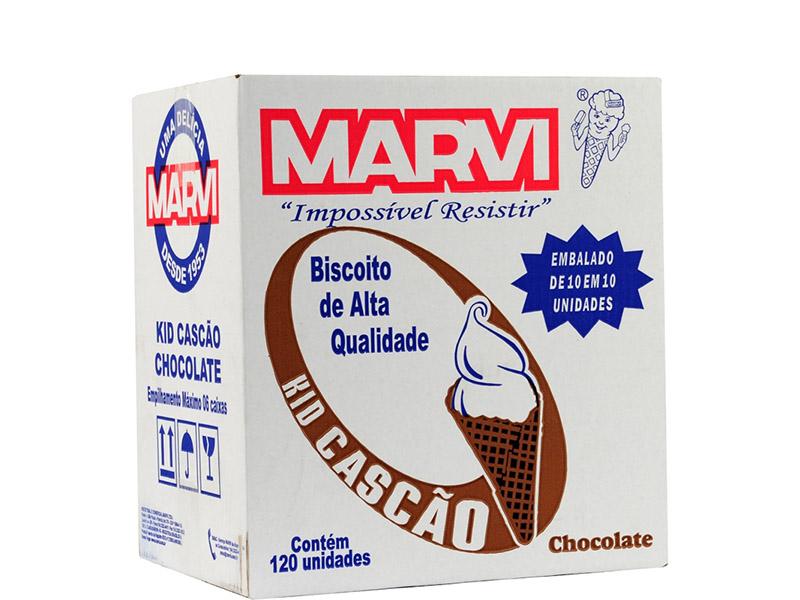 UMA DELÍCIA
MARVI
DESDE 1953
KID CASCÃO
CHOCOLATE
Empilhamento Máximo 06 caixas
MARVI
®
"Impossível Resistir"
Biscoito
de Alta
Qualidade
EMBALADO
DE 10 EM 10
UNIDADES
KID CASCÃO
Contém
120 unidades
Chocolate